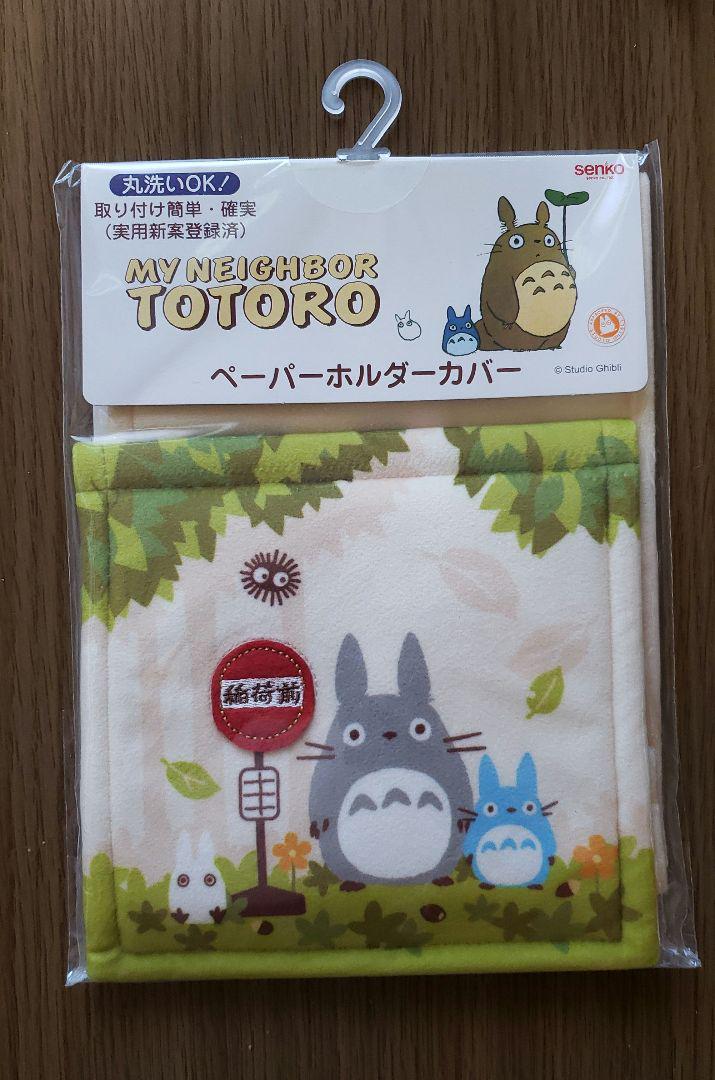 丸洗いOK!
senko
取り付け簡単・確実
(実用新案登録済)
MY NEIGHBOR
TOTORO
ペーパーホルダーカバー
© Studio Ghibli
稲荷前